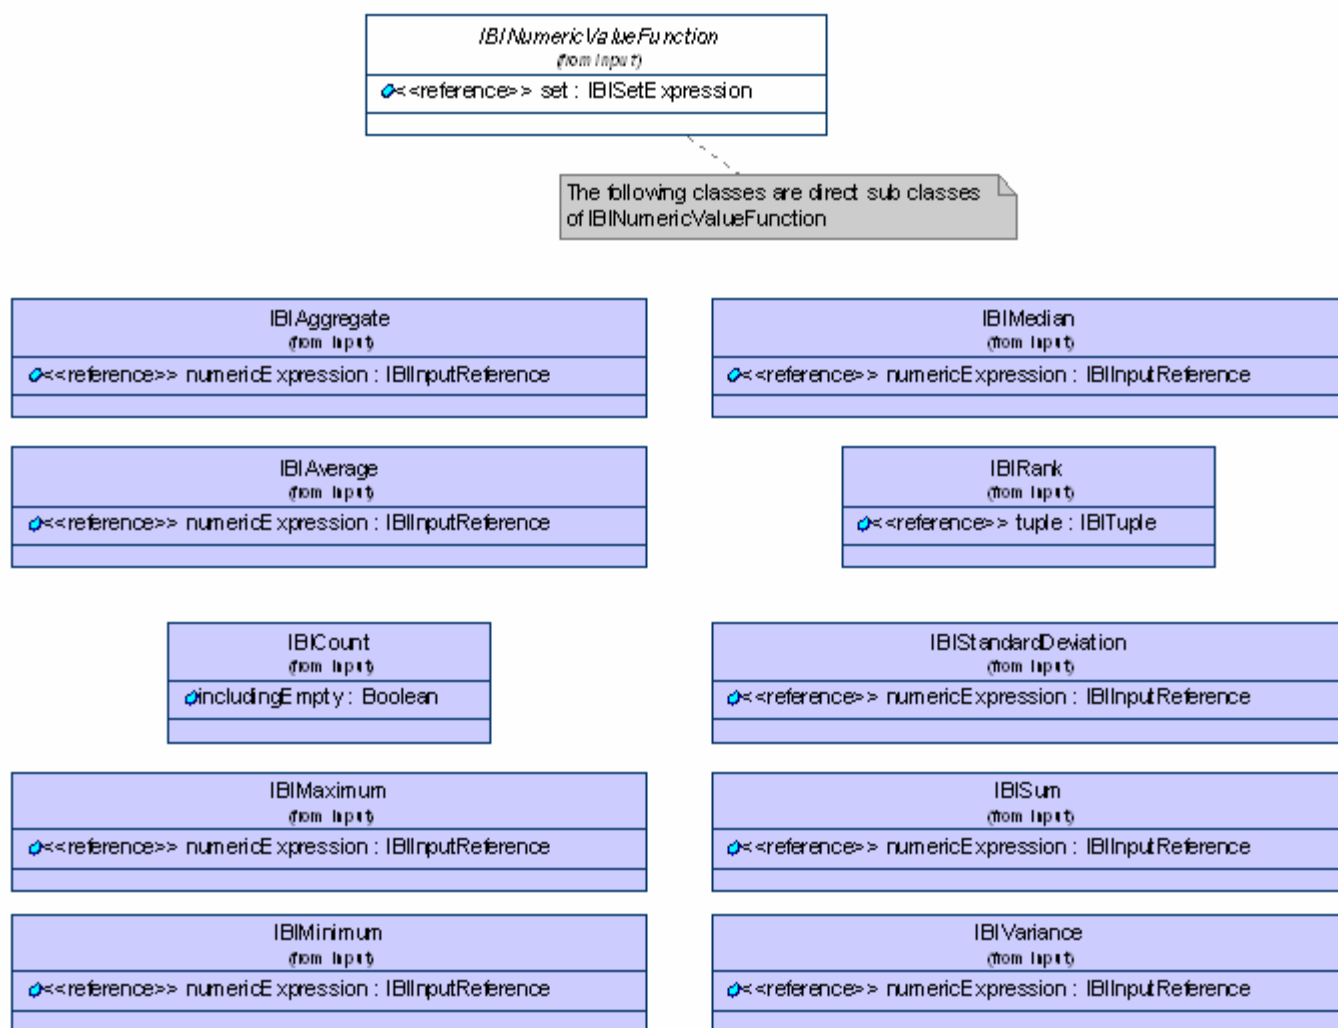 IBINumericValueFunction
(from Input)
<<reference>> set : IBISetExpression
The following classes are direct sub classes
of IBINumericValueFunction
IBIAggregate
(from Input)
<<reference>> numericExpression : IBIInputReference
IBIMedian
(from Input)
<<reference>> numericExpression : IBIInputReference
IBIAverage
(from Input)
<<reference>> numericExpression : IBIInputReference
IBIRank
(from Input)
<<reference>> tuple : IBITuple
IBICount
(from Input)
includingEmpty : Boolean
IBIStandardDeviation
(from Input)
<<reference>> numericExpression : IBIInputReference
IBIMaximum
(from Input)
<<reference>> numericExpression : IBIInputReference
IBISum
(from Input)
<<reference>> numericExpression : IBIInputReference
IBIMinimum
(from Input)
<<reference>> numericExpression : IBIInputReference
IBIVariance
(from Input)
<<reference>> numericExpression : IBIInputReference